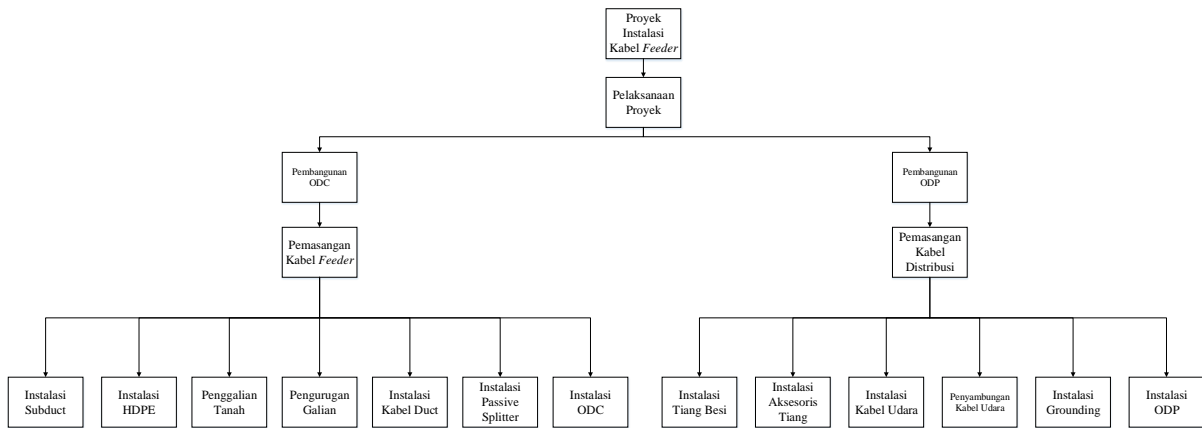 Proyek
Instalasi
Kabel Feeder
Pelaksanaan
Proyek
Pembangunan
ODC
Pembangunan
ODP
Pemasangan
Kabel Feeder
Pemasangan
Kabel
Distribusi
Instalasi
Subduct
Instalasi
HDPE
Penggalian
Tanah
Pengurugan
Galian
Instalasi
Kabel Duct
Instalasi
Passive
Splitter
Instalasi
ODC
Instalasi
Tiang Besi
Instalasi
Aksesoris
Tiang
Instalasi
Kabel Udara
Penyambungan
Kabel Udara
Instalasi
Grounding
Instalasi
ODP